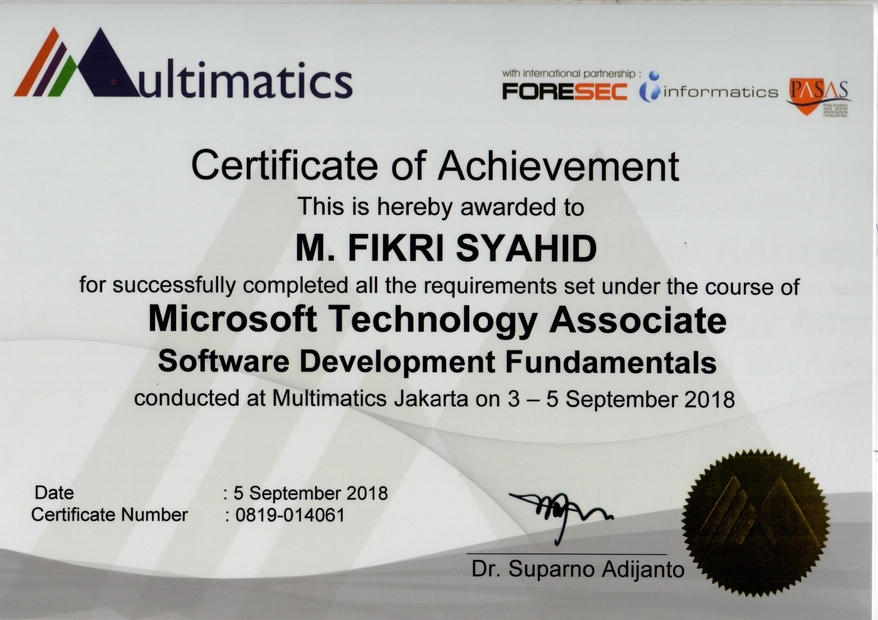 Multimatics
with international partnership :
FORESEC informatics PASAS
Certificate of Achievement
This is hereby awarded to
M. FIKRI SYAHID
for successfully completed all the requirements set under the course of
Microsoft Technology Associate
Software Development Fundamentals
conducted at Multimatics Jakarta on 3 – 5 September 2018
Date : 5 September 2018
Certificate Number : 0819-014061
Dr. Suparno Adijanto